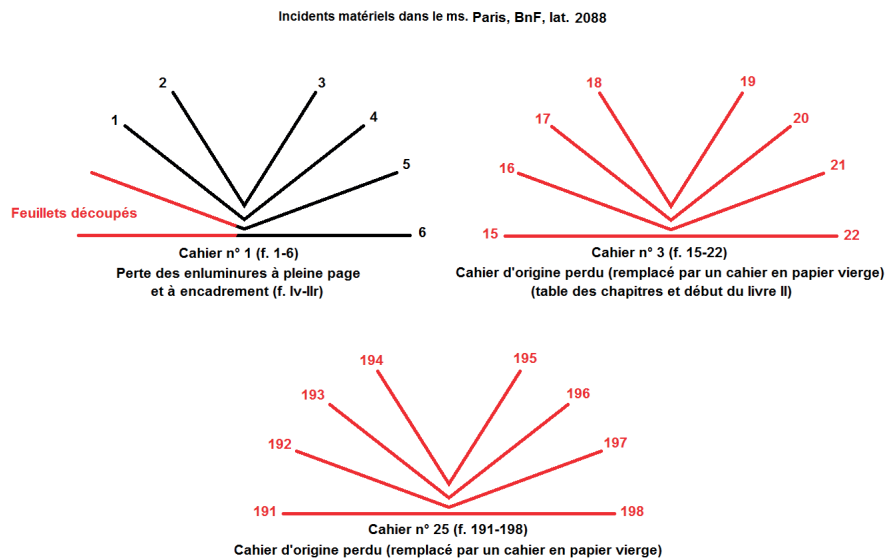 Incidents matériels dans le ms. Paris, BnF, lat. 2088
2
3
1
4
5
Feuillets découpés
6
Cahier n° 1 (f. 1-6)
Perte des enluminures à pleine page
et à encadrement (f. Iv-IIr)
18
19
17
20
16
21
15
22
Cahier n° 3 (f. 15-22)
Cahier d'origine perdu (remplacé par un cahier en papier vierge)
(table des chapitres et début du livre II)
194
195
193
196
192
197
191
198
Cahier n° 25 (f. 191-198)
Cahier d'origine perdu (remplacé par un cahier en papier vierge)